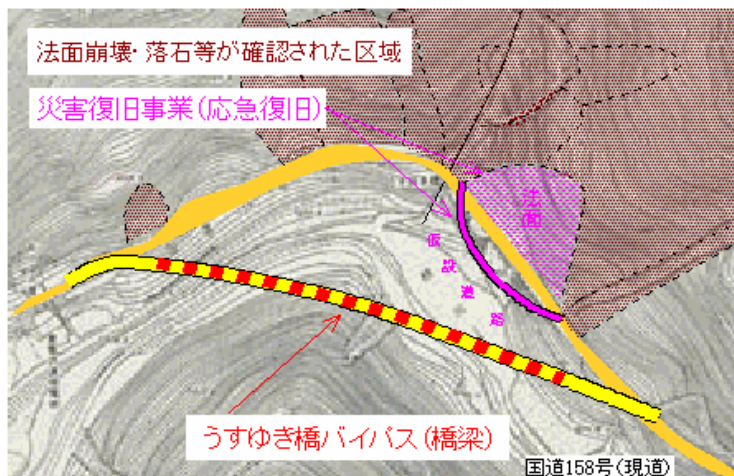 法面崩壊・落石等が確認された区域
災害復旧事業(応急復旧)
法面
仮設道路
うすゆき橋バイパス(橋梁)
国道158号(現道)